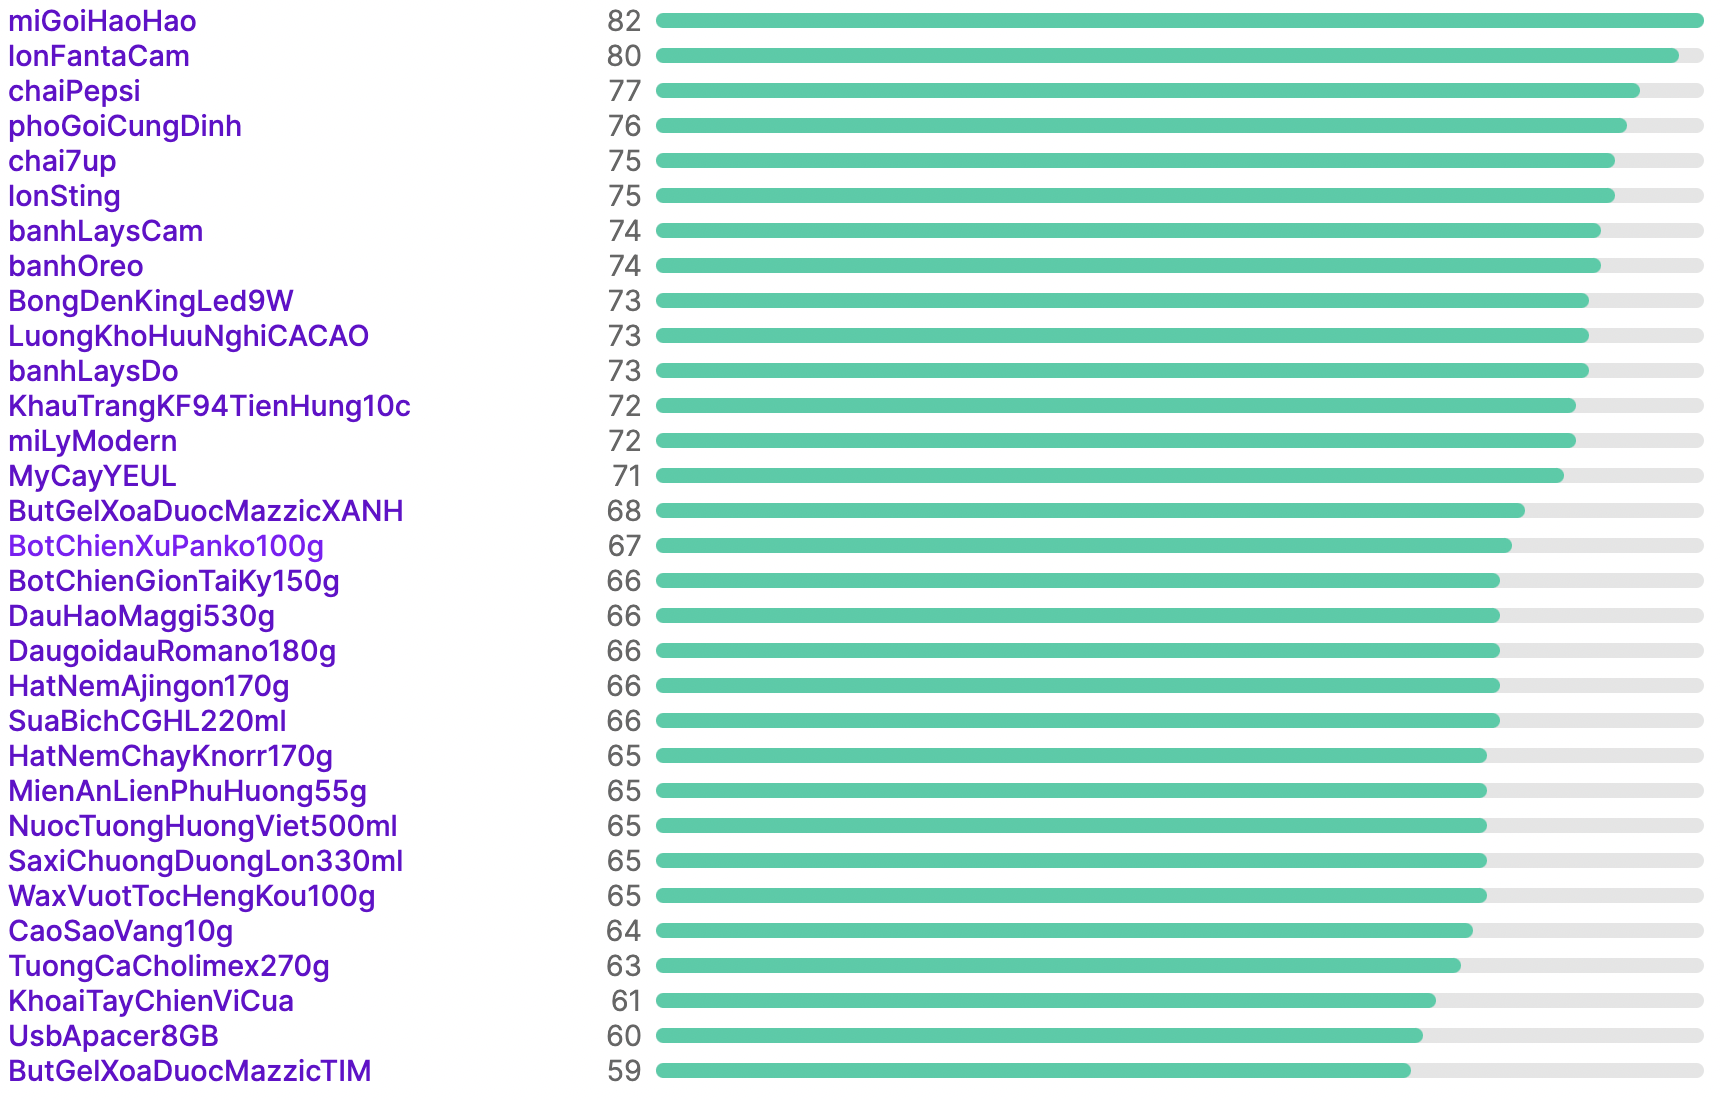 miGoiHaoHao 82
lonFantaCam 80
chaiPepsi 77
phoGoiCungDinh 76
chai7up 75
lonSting 75
banhLaysCam 74
banhOreo 74
BongDenKingLed9W 73
LuongKhoHuuNghiCACAO 73
banhLaysDo 73
KhauTrangKF94TienHung10c 72
miLyModern 72
MyCayYEUL 71
ButGelXoaDuocMazzicXANH 68
BotChienXuPanko100g 67
BotChienGionTaiKy150g 66
DauHaoMaggi530g 66
DaugoidauRomano180g 66
HatNemAjingon170g 66
SuaBichCGHL220ml 66
HatNemChayKnorr170g 65
MienAnLienPhuHuong55g 65
NuocTuongHuongViet500ml 65
SaxiChuongDuongLon330ml 65
WaxVuotTocHengKou100g 65
CaoSaoVang10g 64
TuongCaCholimex270g 63
KhoaiTayChienViCua 61
UsbApacer8GB 60
ButGelXoaDuocMazzicTIM 59